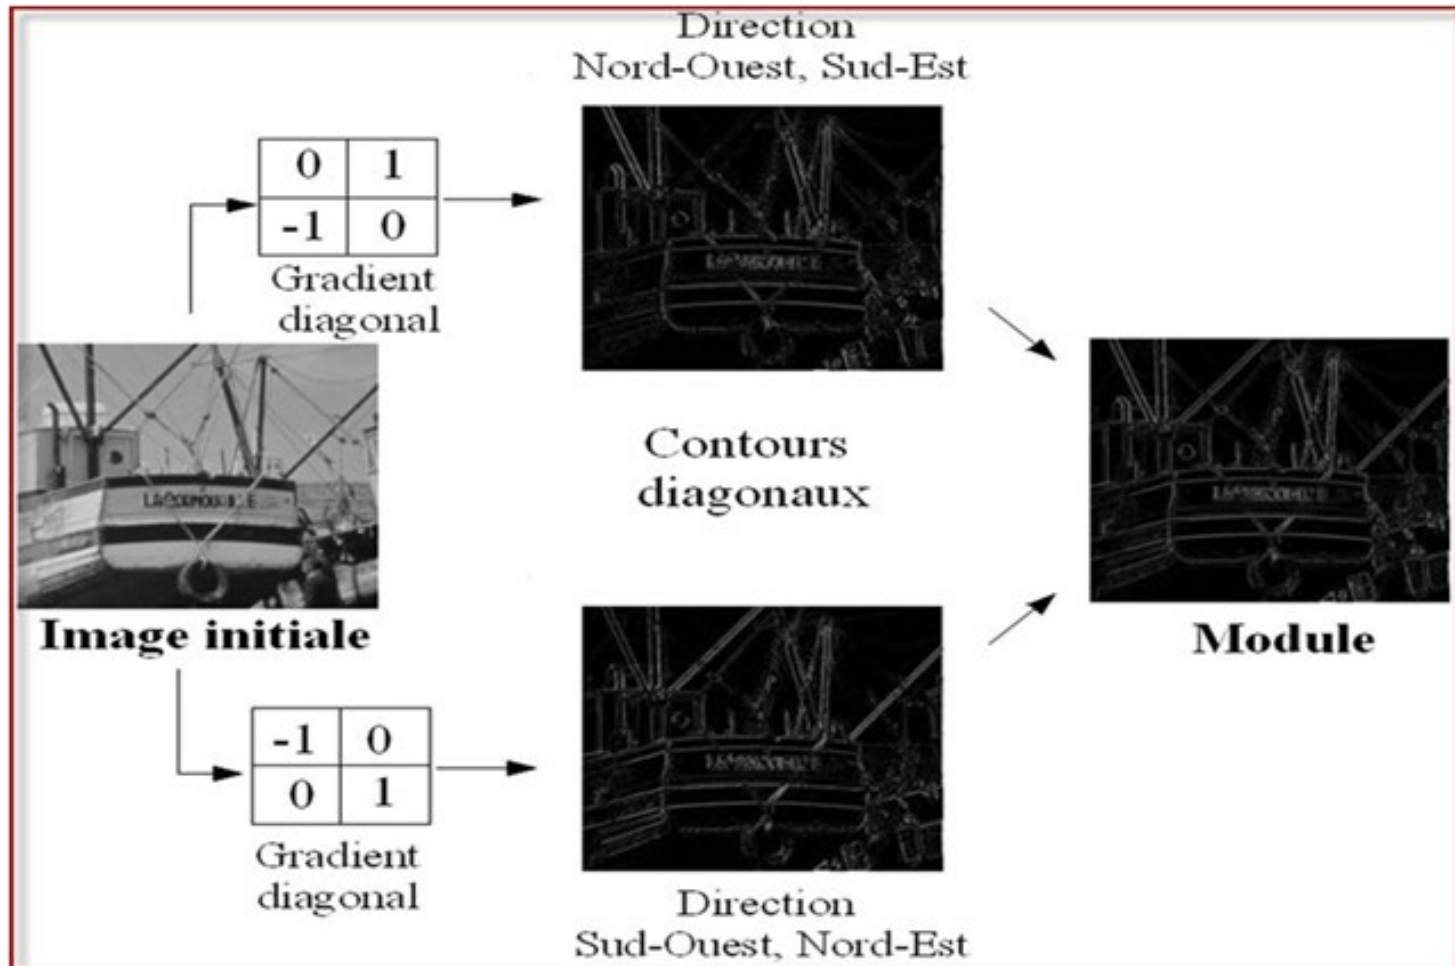 Direction
Nord-Ouest, Sud-Est
0 1
-1 0
Gradient
diagonal
Contours
diagonaux
Image initiale
Module
-1 0
0 1
Gradient
diagonal
Direction
Sud-Ouest, Nord-Est